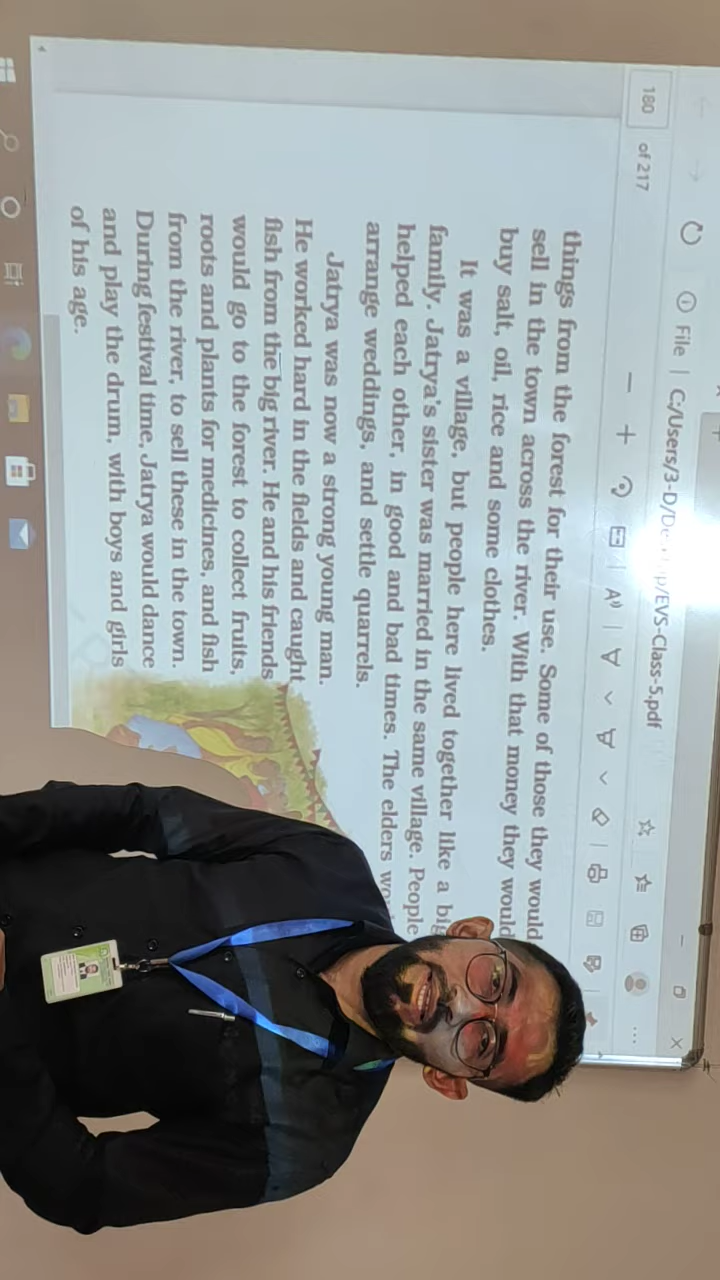 File | C:/Users/3-D/De
p/EVS-Class-5.pdf
180 of 217
things from the forest for their use. Some of those they would
sell in the town across the river. With that money they would
buy salt, oil, rice and some clothes.
It was a village, but people here lived together like a big
family. Jatrya's sister was married in the same village. People
helped each other, in good and bad times. The elders
arrange weddings, and settle quarrels.
Jatrya was now a strong young man.
He worked hard in the fields and caught
fish from the big river. He and his friends
would go to the forest to collect fruits,
roots and plants for medicines, and fish
from the river, to sell these in the town.
During festival time, Jatrya would dance
and play the drum, with boys and girls
of his age.